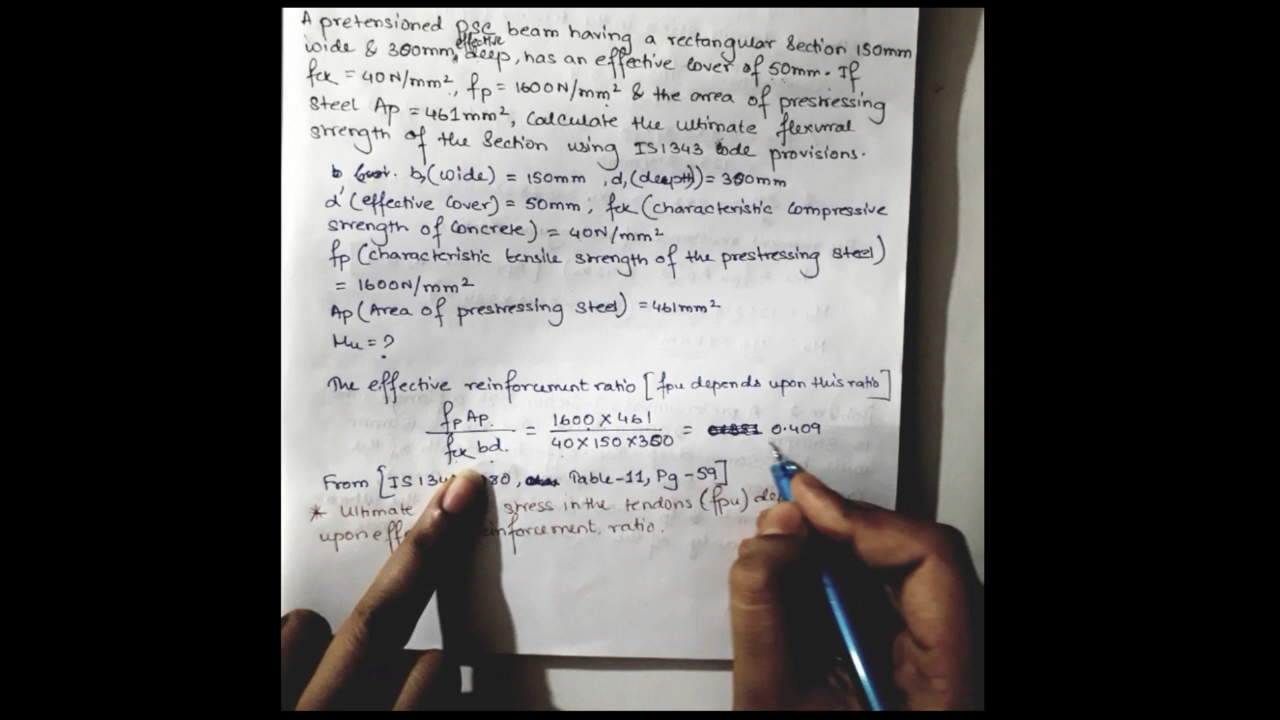 A pretensioned PSC beam having a rectangular section 150mm
wide & 300mm effective deep, has an effective cover of 50mm. If
fck = 40N/mm², fp = 1600N/mm² & the area of prestressing
Steel Ap = 461mm², Calculate the ultimate flexural
strength of the section using IS1343 code provisions.
b b, (wide) = 150mm, d, (depth) = 300mm
d' (effective cover) = 50mm, fck (characteristic compressive
strength of concrete) = 40N/mm²
fp (characteristic tensile strength of the prestressing steel)
= 1600N/mm²
Ap (Area of prestressing steel) = 461mm²
Mu = ?
The effective reinforcement ratio [fpu depends upon this ratio]
fp Ap. / fck bd. = 1600 X 461 / 40 X 150 X 300 = 0.409
From [IS 80, Table-11, Pg-59]
* Ultimate stress in the tendons (fpu)
upon ratio.